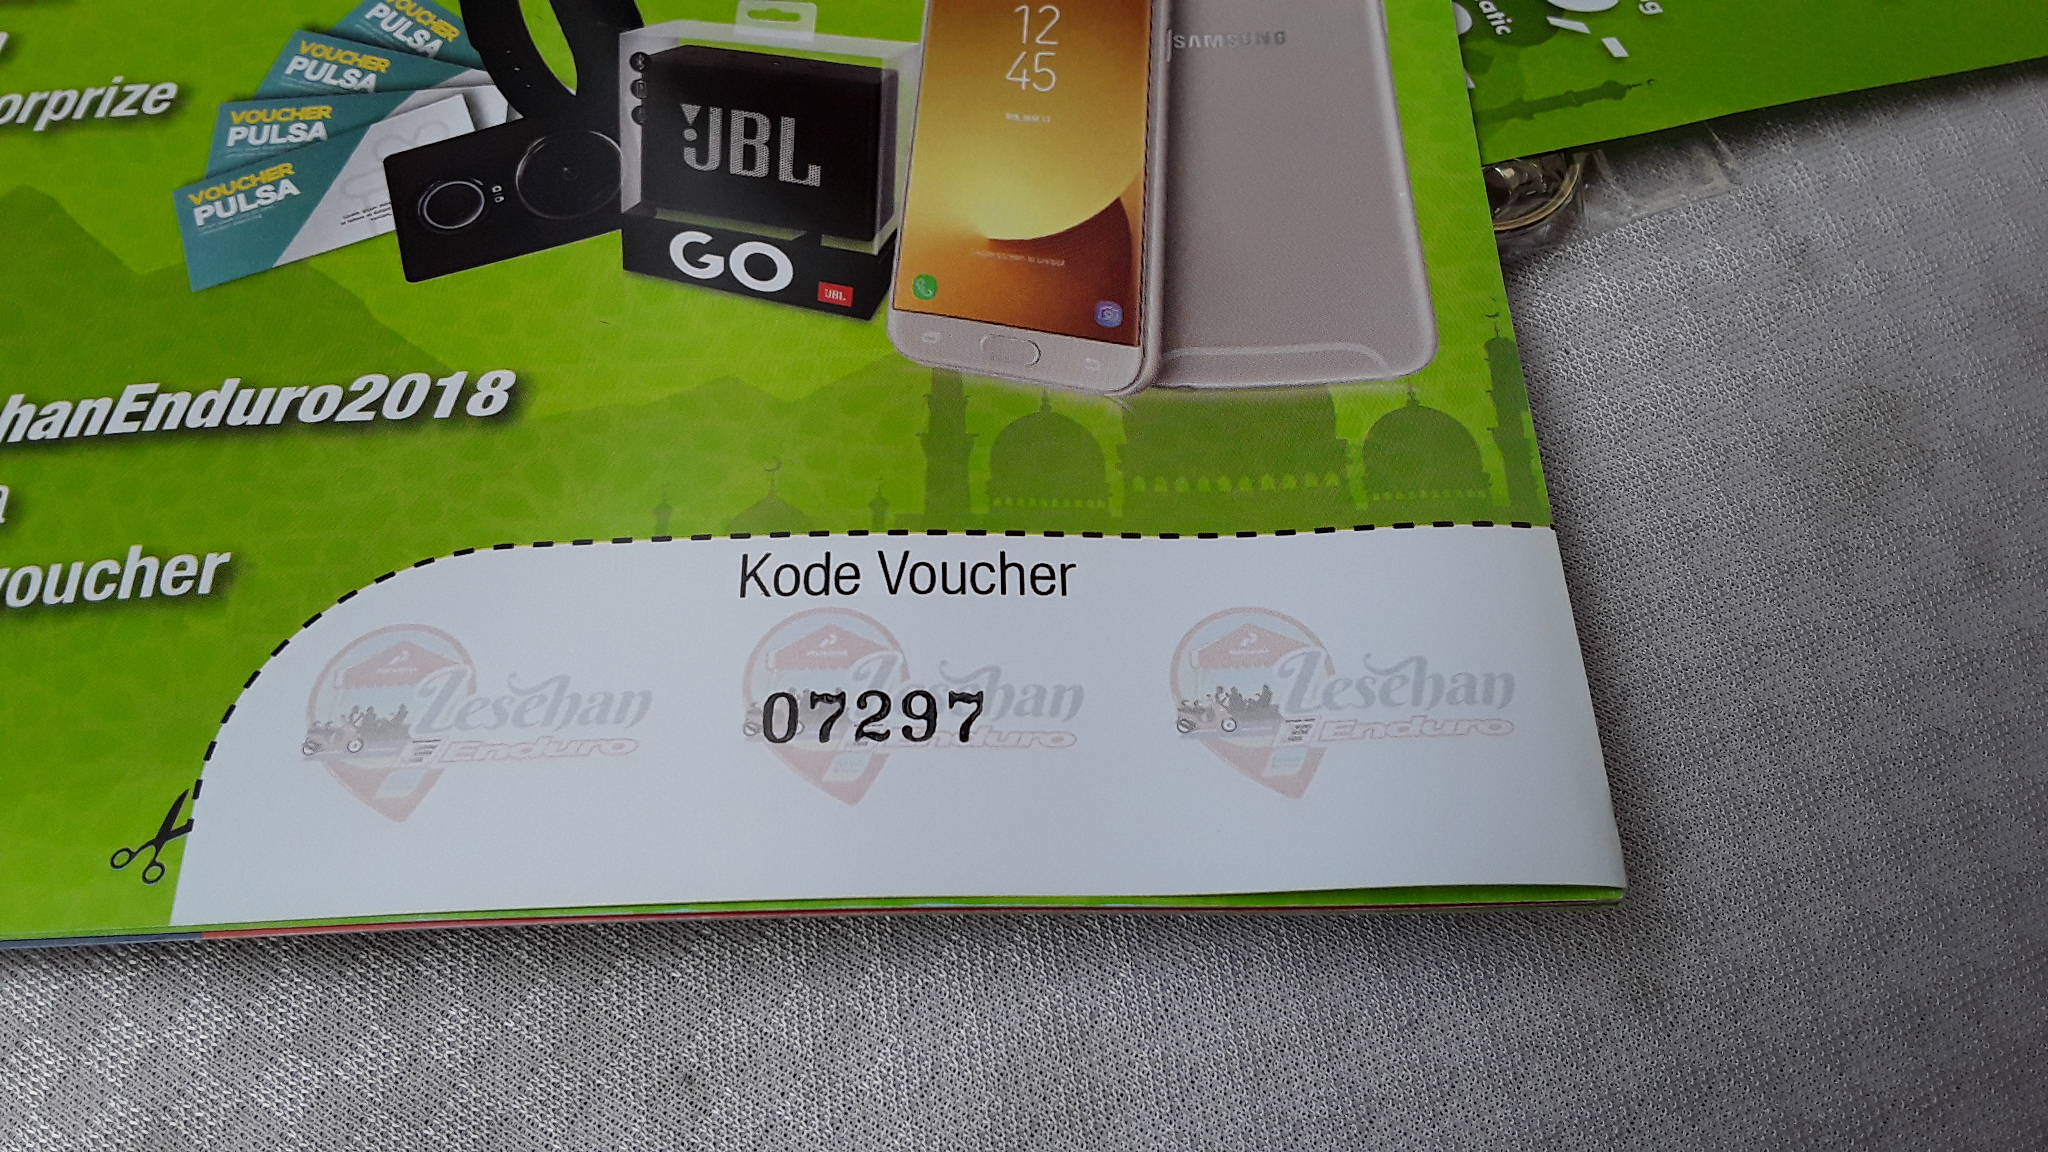 VOUCHER
PULSA
VOUCHER
PULSA
VOUCHER
PULSA
VOUCHER
PULSA
orprize
JBL
GO
JBL
12
45
SAMSUNG
atic
hanEnduro2018
voucher
Kode Voucher
Lesehan
Enduro
Lesehan
Enduro
Lesehan
Enduro
07297